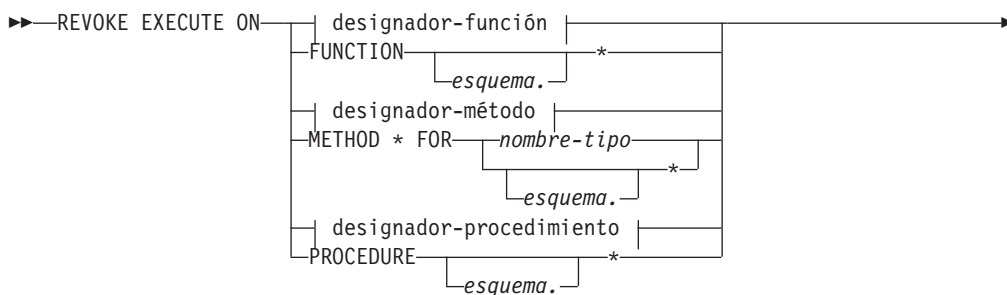 REVOKE EXECUTE ON designador-función
FUNCTION *
esquema.
designador-método
METHOD * FOR nombre-tipo
*
esquema.
designador-procedimiento
PROCEDURE *
esquema.